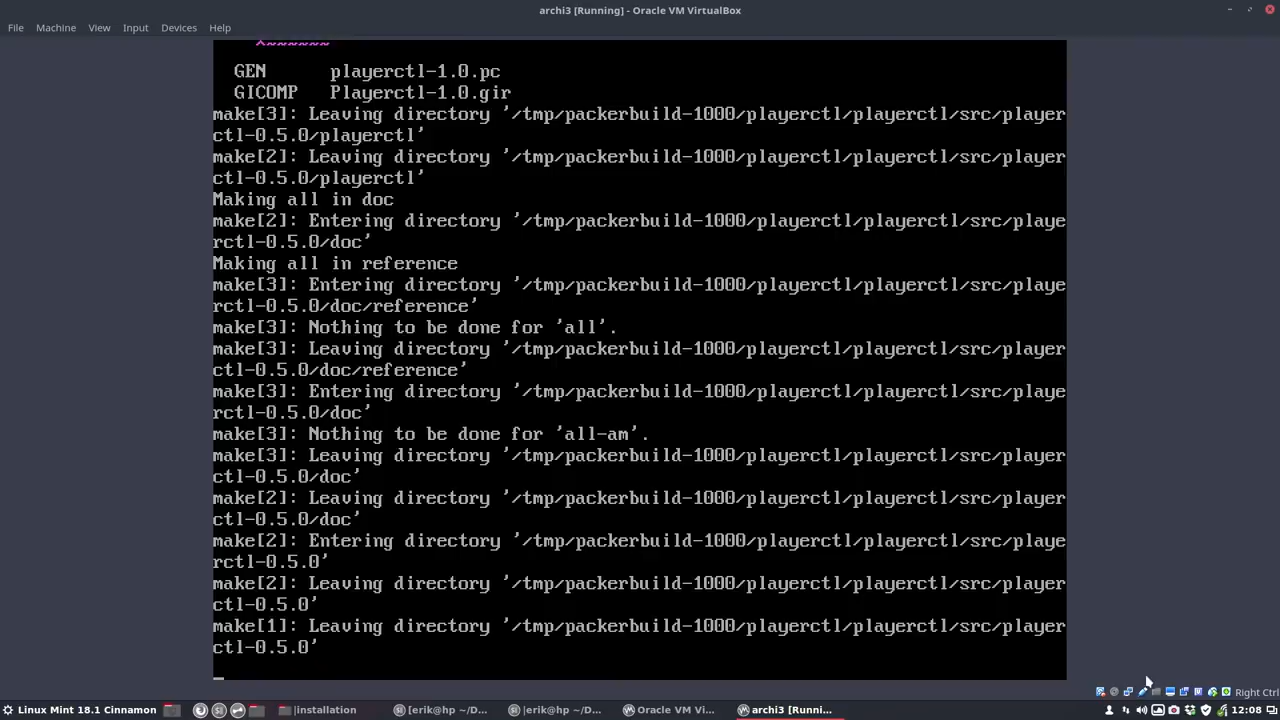 archi3 [Running] - Oracle VM VirtualBox
File Machine View Input Devices Help
^~~~~~~
GEN playerctl-1.0.pc
GICOMP Playerctl-1.0.gir
make[3]: Leaving directory '/tmp/packerbuild-1000/playerctl/playerctl/src/player
ctl-0.5.0/playerctl'
make[2]: Leaving directory '/tmp/packerbuild-1000/playerctl/playerctl/src/player
ctl-0.5.0/playerctl'
Making all in doc
make[2]: Entering directory '/tmp/packerbuild-1000/playerctl/playerctl/src/playe
rctl-0.5.0/doc'
Making all in reference
make[3]: Entering directory '/tmp/packerbuild-1000/playerctl/playerctl/src/playe
rctl-0.5.0/doc/reference'
make[3]: Nothing to be done for 'all'.
make[3]: Leaving directory '/tmp/packerbuild-1000/playerctl/playerctl/src/player
ctl-0.5.0/doc/reference'
make[3]: Entering directory '/tmp/packerbuild-1000/playerctl/playerctl/src/playe
rctl-0.5.0/doc'
make[3]: Nothing to be done for 'all-am'.
make[3]: Leaving directory '/tmp/packerbuild-1000/playerctl/playerctl/src/player
ctl-0.5.0/doc'
make[2]: Leaving directory '/tmp/packerbuild-1000/playerctl/playerctl/src/player
ctl-0.5.0/doc'
make[2]: Entering directory '/tmp/packerbuild-1000/playerctl/playerctl/src/playe
rctl-0.5.0'
make[2]: Leaving directory '/tmp/packerbuild-1000/playerctl/playerctl/src/player
ctl-0.5.0'
make[1]: Leaving directory '/tmp/packerbuild-1000/playerctl/playerctl/src/player
ctl-0.5.0'
Right Ctrl
Linux Mint 18.1 Cinnamon |installation [erik@hp ~/D... |erik@hp ~/D... Oracle VM Vi... archi3 [Runni... 12:08